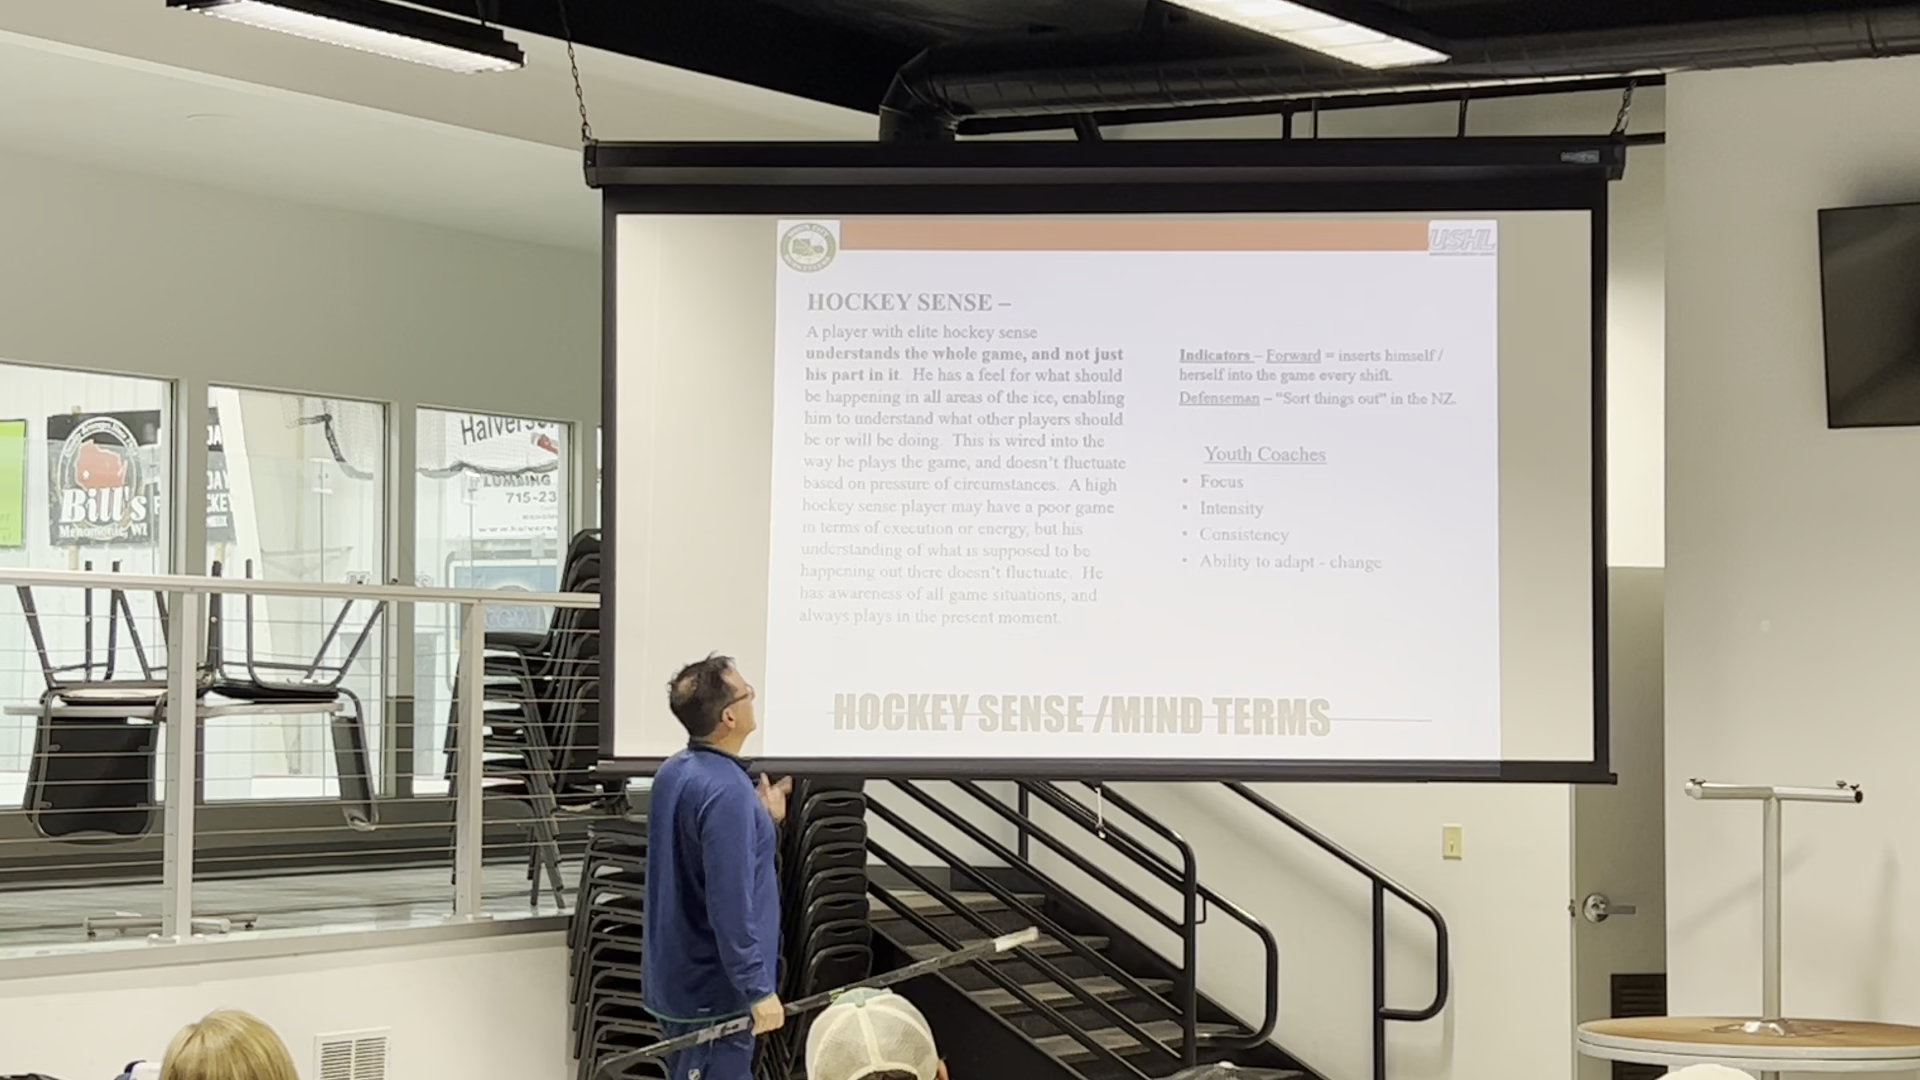 USHL
HOCKEY SENSE –
A player with elite hockey sense
understands the whole game, and not just
his part in it. He has a feel for what should
be happening in all areas of the ice, enabling
him to understand what other players should
be or will be doing. This is wired into the
way he plays the game, and doesn't fluctuate
based on pressure of circumstances. A high
hockey sense player may have a poor game
in terms of execution or energy, but his
understanding of what is supposed to be
happening out there doesn't fluctuate. He
has awareness of all game situations, and
always plays in the present moment.
Indicators – Forward = inserts himself /
herself into the game every shift.
Defenseman – "Sort things out" in the NZ.
Youth Coaches
• Focus
• Intensity
• Consistency
• Ability to adapt - change
HOCKEY SENSE /MIND TERMS
Bill's
Menomonie, WI
Halverso
LUMBING
715-23